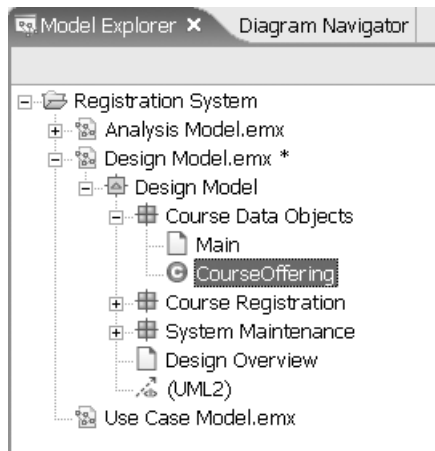 Model Explorer Diagram Navigator
Registration System
Analysis Model.emx
Design Model.emx *
Design Model
Course Data Objects
Main
CourseOffering
Course Registration
System Maintenance
Design Overview
(UML2)
Use Case Model.emx